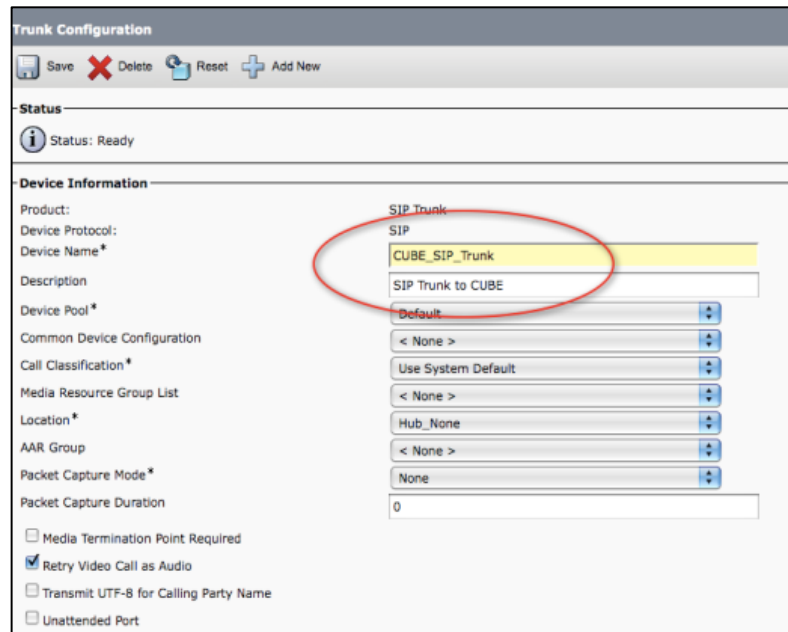 Trunk Configuration
Save Delete Reset Add New
Status
i Status: Ready
Device Information
Product: SIP Trunk
Device Protocol: SIP
Device Name* CUBE_SIP_Trunk
Description SIP Trunk to CUBE
Device Pool* Default
Common Device Configuration < None >
Call Classification* Use System Default
Media Resource Group List < None >
Location* Hub_None
AAR Group < None >
Packet Capture Mode* None
Packet Capture Duration 0
Media Termination Point Required
Retry Video Call as Audio
Transmit UTF-8 for Calling Party Name
Unattended Port